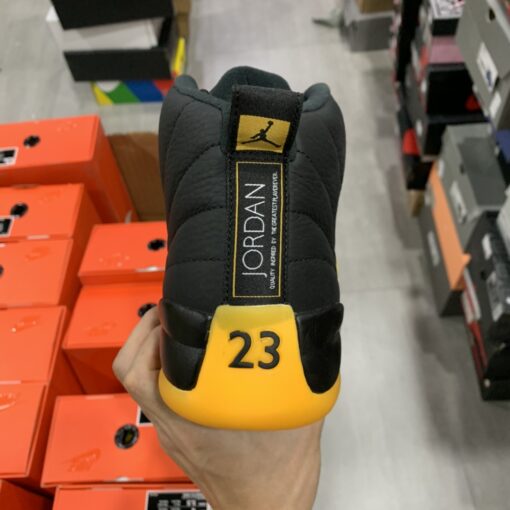 JORDAN
QUALITY INSPIRED BY THE GREATEST PLAYER EVER.
23